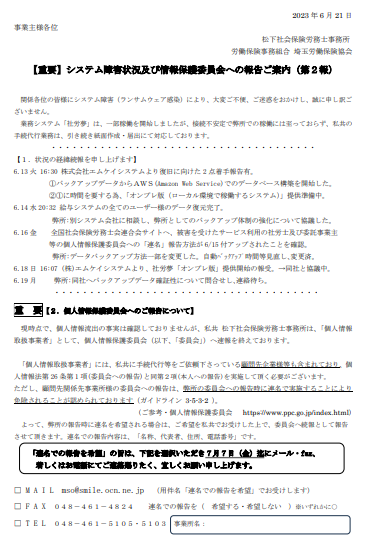 2023 年 6 月 21 日
事業主様各位
松下社会保険労務士事務所
労働保険事務組合 埼玉労働保険協会
【重要】システム障害状況及び情報保護委員会への報告ご案内（第２報）
関係各位の皆様にシステム障害（ランサムウェア感染）により、大変ご不便、ご迷惑をおかけし、誠に申し訳ござ
いません。
業務システム「社労夢」は、一部稼働を開始しましたが、接続不安定で弊所での稼働には至っておらず、私共の
手続代行業務は、引き続き紙面作成・届出にて対応しております。
【１．状況の経過続報を申し上げます】
6.13 火 16:30 株式会社エムケイシステムより復旧に向けた 2 点着手報告有。
①バックアップデータからＡＷＳ(Amazon Web Service)でのデータベース構築を開始した。
②①に時間を要する為、「オンプレ版（ローカル環境で稼働するシステム）」提供準備中。
6.14 水 20:32 給与システムの全てのユーザー様のデータ復元完了。
弊所:別システム会社に相談し、弊所としてのバックアップ体制の強化について協議した。
6.16 金 全国社会保険労務士会連合会サイトへ、被害を受けたサービス利用の社労士及び委託事業主
等の個人情報保護委員会への「連名」報告方法が 6/15 付アップされたことを確認。
弊所:データバックアップ方法一部を変更した。自動ﾊﾞｯｸｱｯﾌﾟ時間等見直し変更済。
6.18 日 16:07（株)エムケイシステムより、社労夢「オンプレ版」提供開始の報受。→同社と協議中。
6.19 月 弊所:同社へバックアップデータ確証性について問合せし、連絡待ち。
重 要 【２．個人情報保護委員会へのご報告について】
現時点で、個人情報流出の事実は確認しておりませんが、私共 松下社会保険労務士事務所は、「個人情報
取扱事業者」として、個人情報保護委員会（以下、「委員会」）へ速報を終えております。
「個人情報取扱事業者」には、私共に手続代行等をご依頼下さっている顧問先企業様等も含まれており、個人
情報法第 26 条第 1 項(委員会への報告)と同第 2 項(本人への報告)を実施して頂く必要がございます。
ただし、顧問先関係先事業所様の委員会への報告は、弊所の委員会への報告時に連名で実施することにより
免除されることが認められております（ガイドライン 3-5-3-2 ）。
（ご参考・個人情報保護委員会 https://www.ppc.go.jp/index.html)
よって、弊所の報告時に連名を希望される場合は、ご希望を私共でお受けした上で、委員会へ続報として報告
させて頂きます。連名での報告内容は、「名称、代表者、住所、電話番号」です。
「連名での報告を希望」の旨は、下記を選択いただき 7 月 7 日（金）迄にメール・fax、
若しくはお電話にてご連絡賜りたく、宜しくお願い申し上げます。
□ ＭＡＩＬ mso@smile.ocn.ne.jp （用件名「連名での報告を希望」でお受けします）
□ ＦＡＸ ０４８－４６１－４８２４ 連名での報告を（ 希望する・希望しない ）※いずれかに○
□ ＴＥＬ ０４８－４６１－５１０５・５１０３ 事業所名：